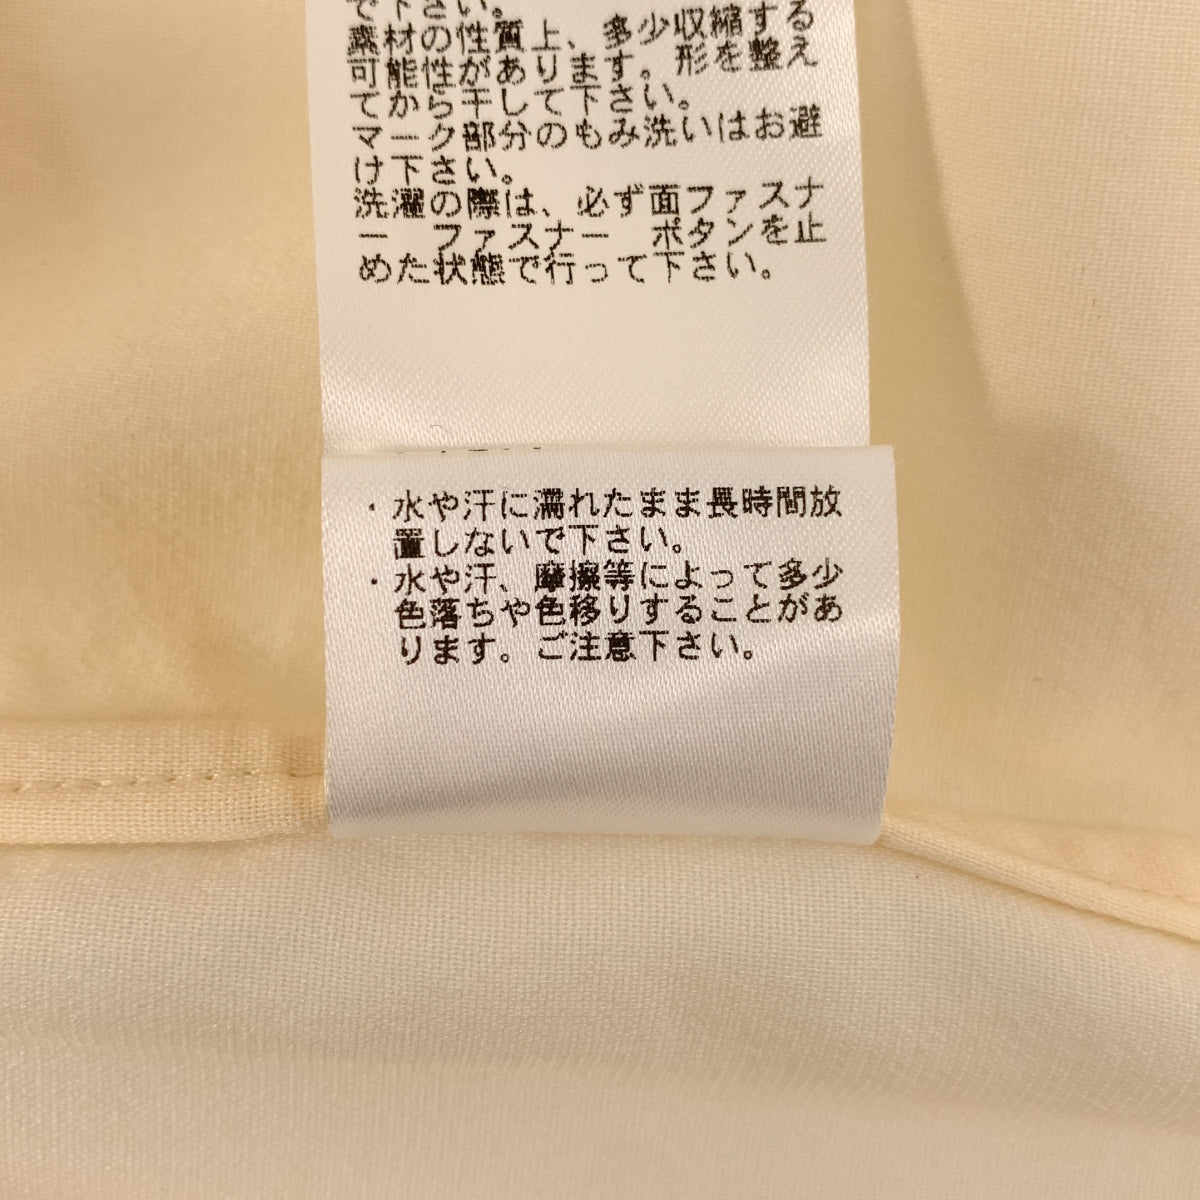 で下さい。
素材の性質上、多少収縮する
可能性があります。形を整え
てから干して下さい。
マーク部分のもみ洗いはお避
け下さい。
洗濯の際は、必ず面ファスナ
ー　ファスナー　ボタンを止
めた状態で行って下さい。
・水や汗に濡れたまま長時間放
置しないで下さい。
・水や汗、摩擦等によって多少
色落ちや色移りすることがあ
ります。ご注意下さい。